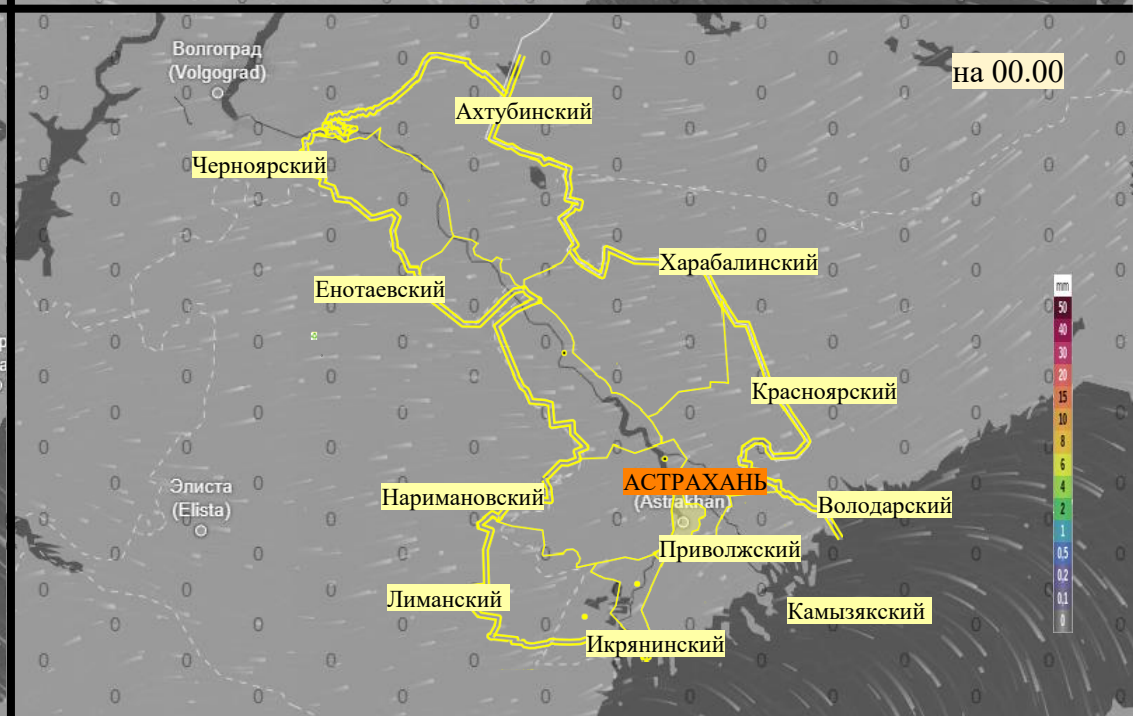 Волгоград
(Volgograd)
на 00.00
Ахтубинский
Черноярский
Харабалинский
Енотаевский
mm
50
40
30
20
15
10
8
6
4
2
1
0,5
0,2
0,1
0
Красноярский
АСТРАХАНЬ
(Astrakhan)
Элиста
(Elista)
Наримановский
Володарский
Приволжский
Лиманский
Камызякский
Икрянинский